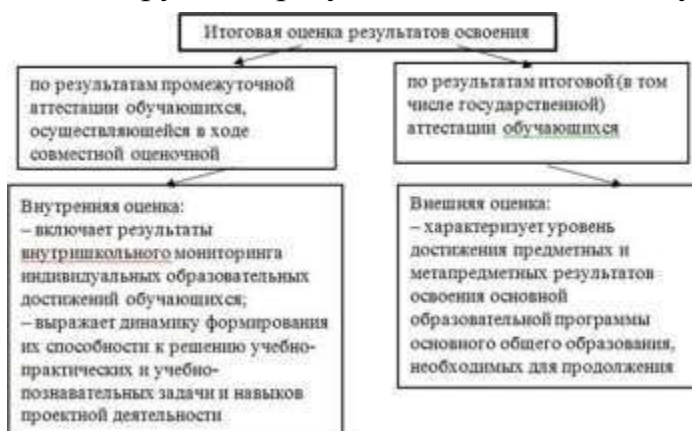 Итоговая оценка результатов освоения
по результатам промежуточной
аттестации обучающихся,
осуществляющейся в ходе
совместной оценочной
по результатам итоговой (в том
числе государственной)
аттестации обучающихся
Внутренняя оценка:
– включает результаты
внутришкольного мониторинга
индивидуальных образовательных
достижений обучающихся;
– выражает динамику формирования
их способности к решению учебно-
практических и учебно-
познавательных задачи и навыков
проектной деятельности
Внешняя оценка:
– характеризует уровень
достижения предметных и
метапредметных результатов
освоения основной
образовательной программы
основного общего образования,
необходимых для продолжения